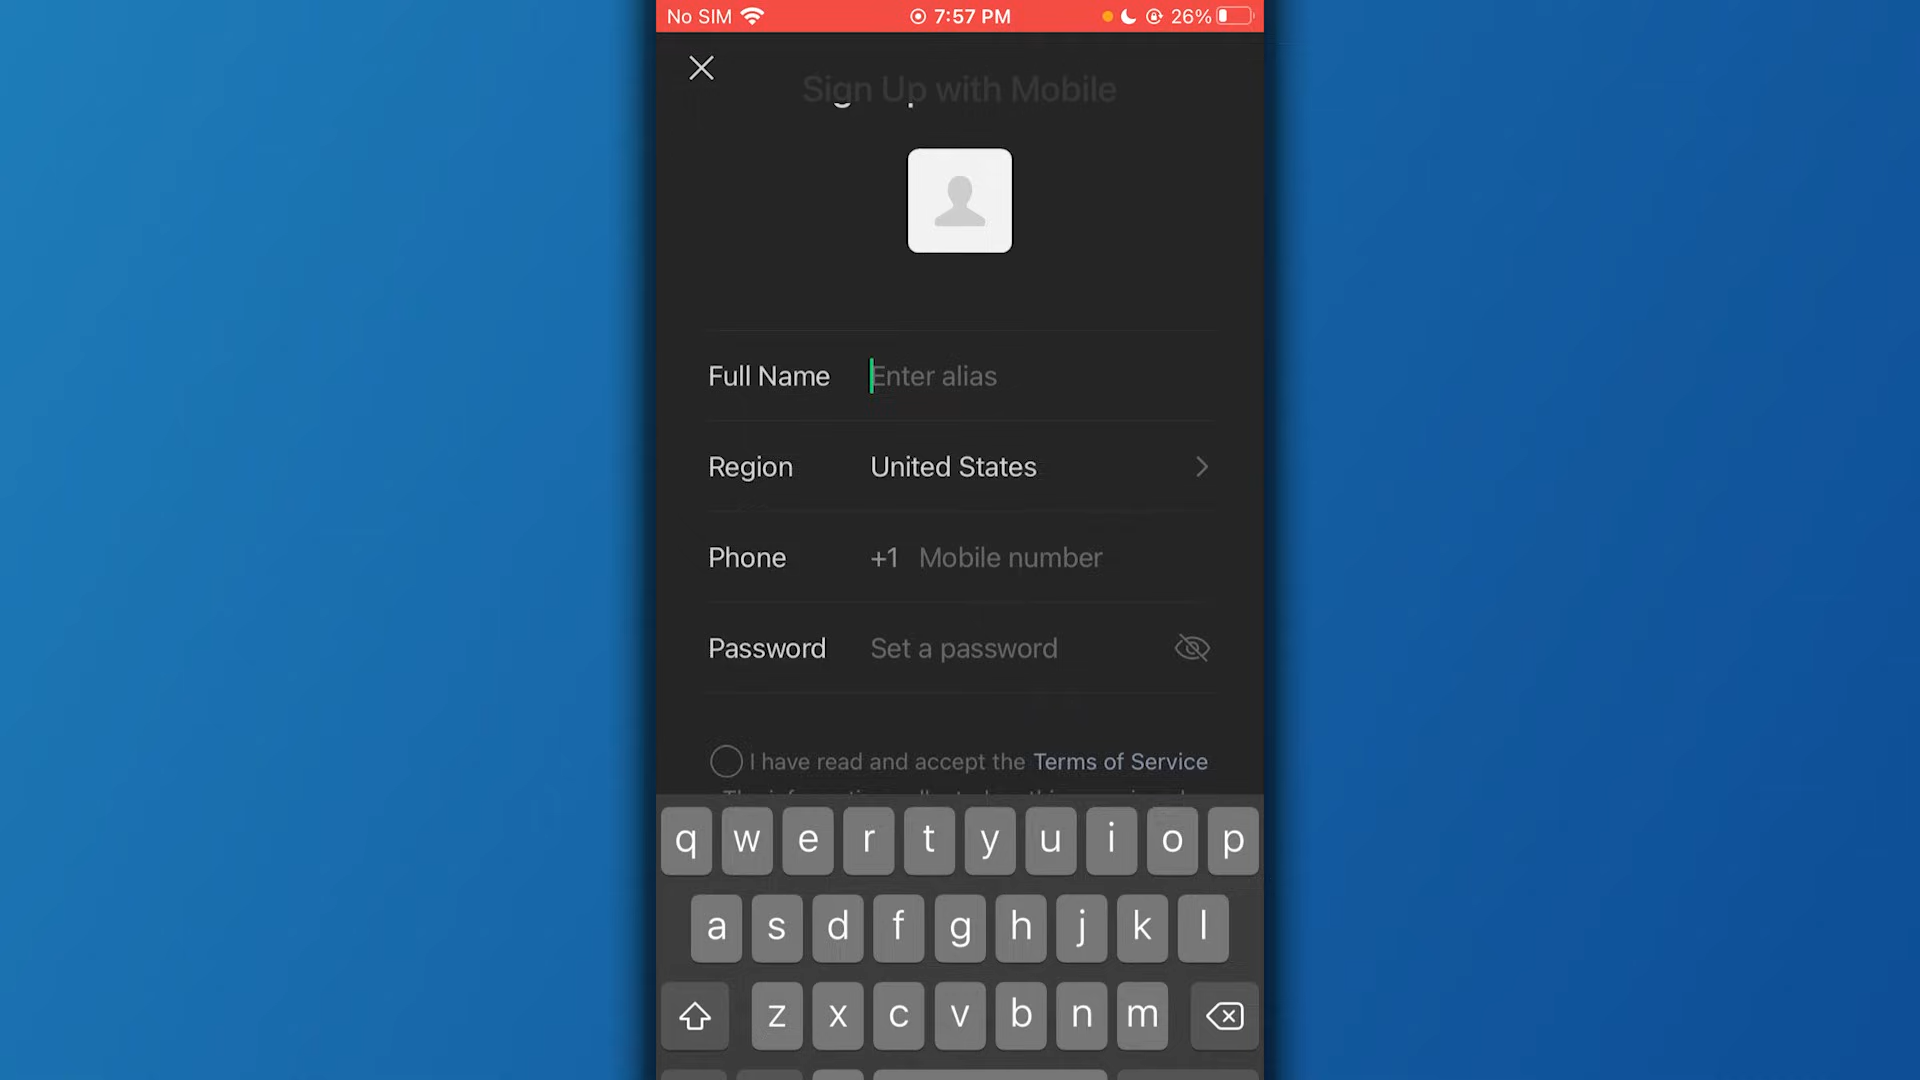 No SIM 7:57 PM 26%
Sign Up with Mobile
Full Name Enter alias
Region United States
Phone +1 Mobile number
Password Set a password
I have read and accept the Terms of Service
q w e r t y u i o p
a s d f g h j k l
z x c v b n m